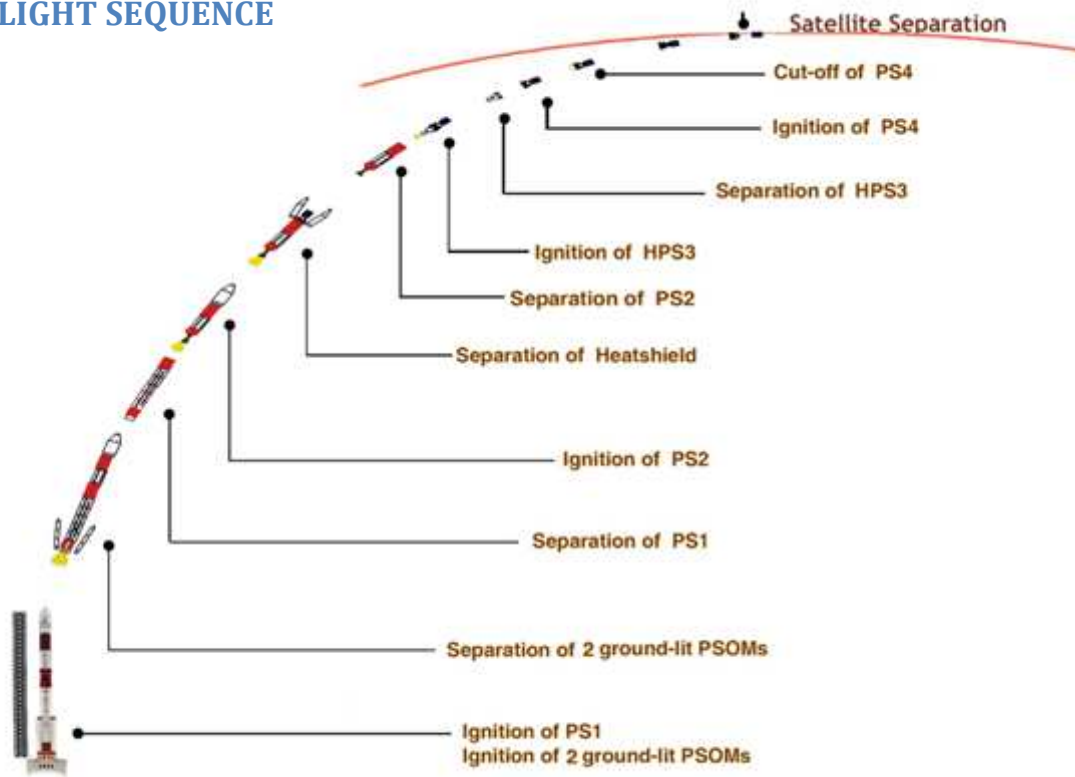 LIGHT SEQUENCE
Satellite Separation
Cut-off of PS4
Ignition of PS4
Separation of HPS3
Ignition of HPS3
Separation of PS2
Separation of Heatshield
Ignition of PS2
Separation of PS1
Separation of 2 ground-lit PSOMs
Ignition of PS1
Ignition of 2 ground-lit PSOMs